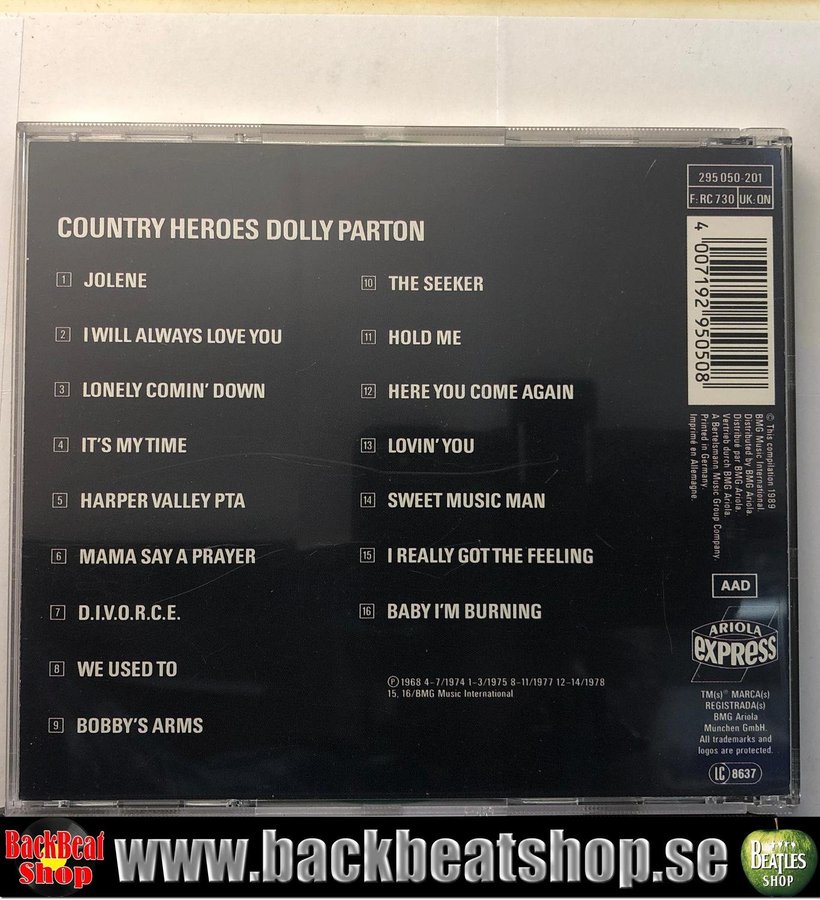 COUNTRY HEROES DOLLY PARTON
1 JOLENE
2 I WILL ALWAYS LOVE YOU
3 LONELY COMIN' DOWN
4 IT'S MY TIME
5 HARPER VALLEY PTA
6 MAMA SAY A PRAYER
7 D.I.V.O.R.C.E.
8 WE USED TO
9 BOBBY'S ARMS
10 THE SEEKER
11 HOLD ME
12 HERE YOU COME AGAIN
13 LOVIN' YOU
14 SWEET MUSIC MAN
15 I REALLY GOT THE FEELING
16 BABY I'M BURNING
Ⓟ 1968 4-7/1974 1-3/1975 8-11/1977 12-14/1978
15, 16/BMG Music International
295 050-201
F: RC 730 UK: QN
4 007192 950508
© This compilation 1989
BMG Music International.
Distributed by BMG Ariola.
Distribué par BMG Ariola.
Vertrieb durch BMG Ariola.
A Bertelsmann Music Group Company.
Printed in Germany.
Imprimé en Allemagne.
AAD
ARIOLA
EXPRESS
TM(s)® MARCA(s)
REGISTRADA(s)
BMG Ariola
München GmbH.
All trademarks and
logos are protected.
LC 8637
BackBeat
Shop
www.backbeatshop.se
BEATLES
SHOP